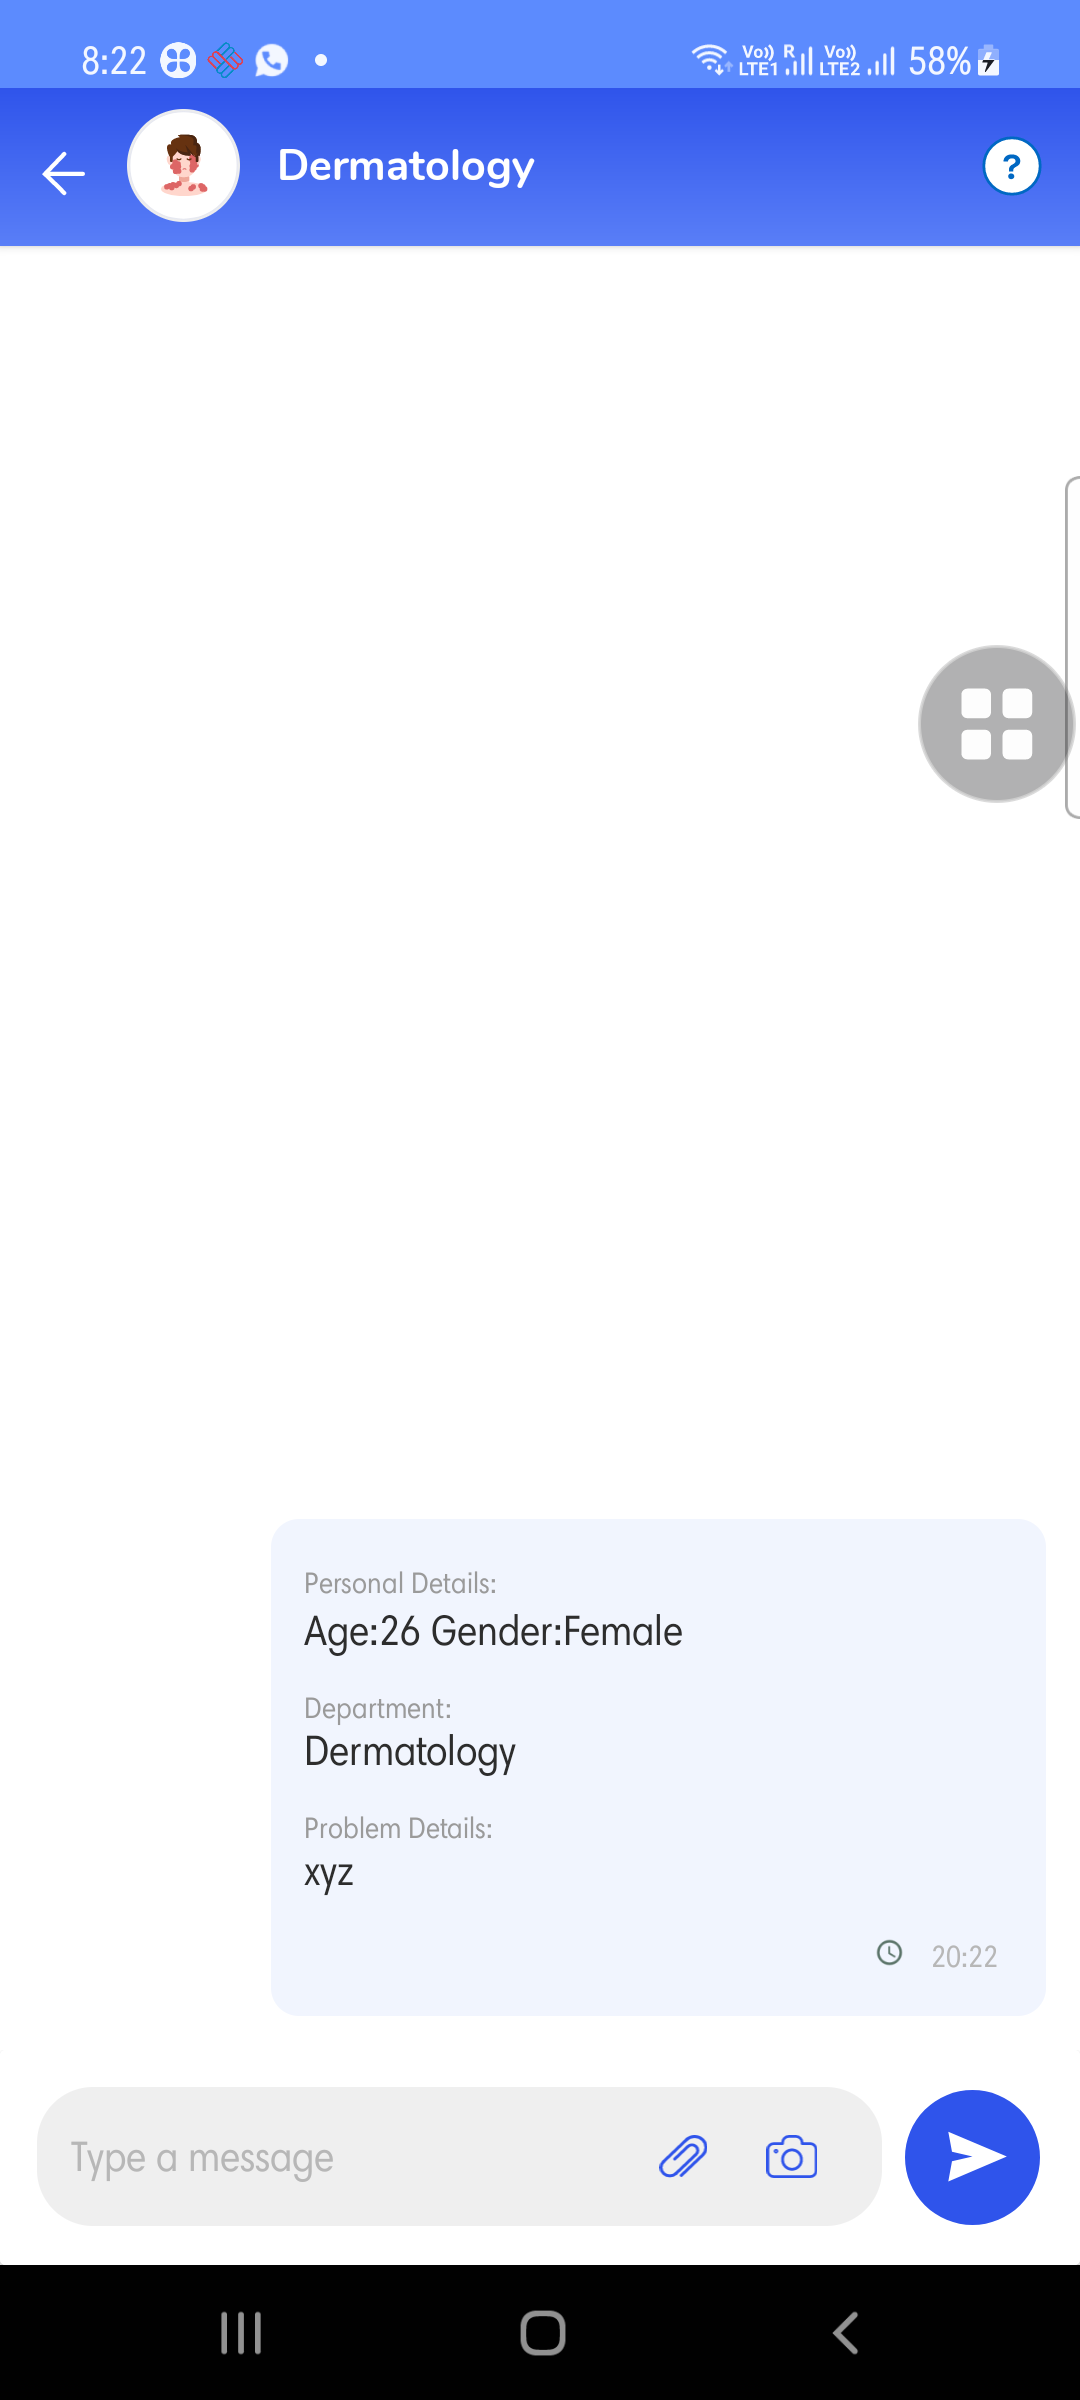 8:22
Vo)) R Vo))
LTE1 LTE2 58%
Dermatology
?
Personal Details:
Age:26 Gender:Female
Department:
Dermatology
Problem Details:
xyz
20:22
Type a message